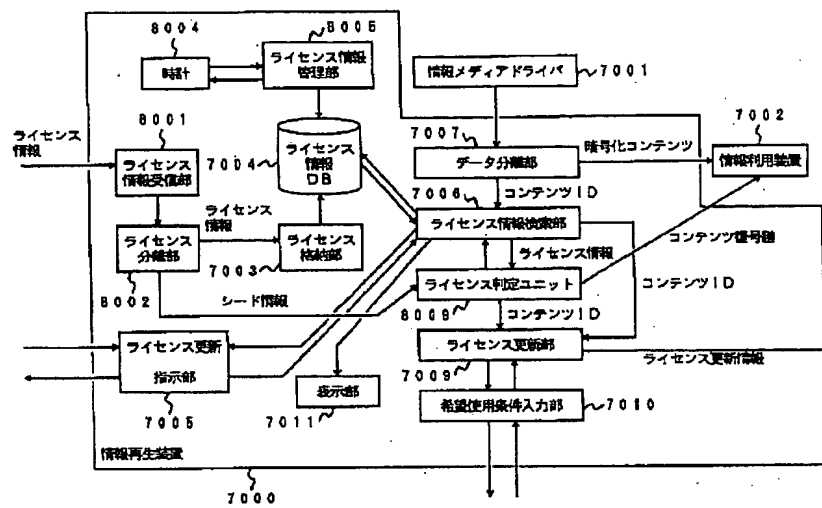 8004
8005
時計
ライセンス情報
管理部
情報メディアドライバ
7001
ライセンス
情報
8001
ライセンス
情報受信部
7004
ライセンス
情報
DB
7007
データ分離部
暗号化コンテンツ
7002
情報利用装置
7006
コンテンツID
ライセンス情報検索部
ライセンス
分離部
8002
ライセンス
情報
ライセンス
格納部
7003
シード情報
ライセンス情報
コンテンツ復号鍵
ライセンス判定ユニット
8009
コンテンツID
コンテンツID
ライセンス更新
指示部
7005
表示部
7011
ライセンス更新部
7009
ライセンス更新情報
希望使用条件入力部
7010
情報再生装置
7000